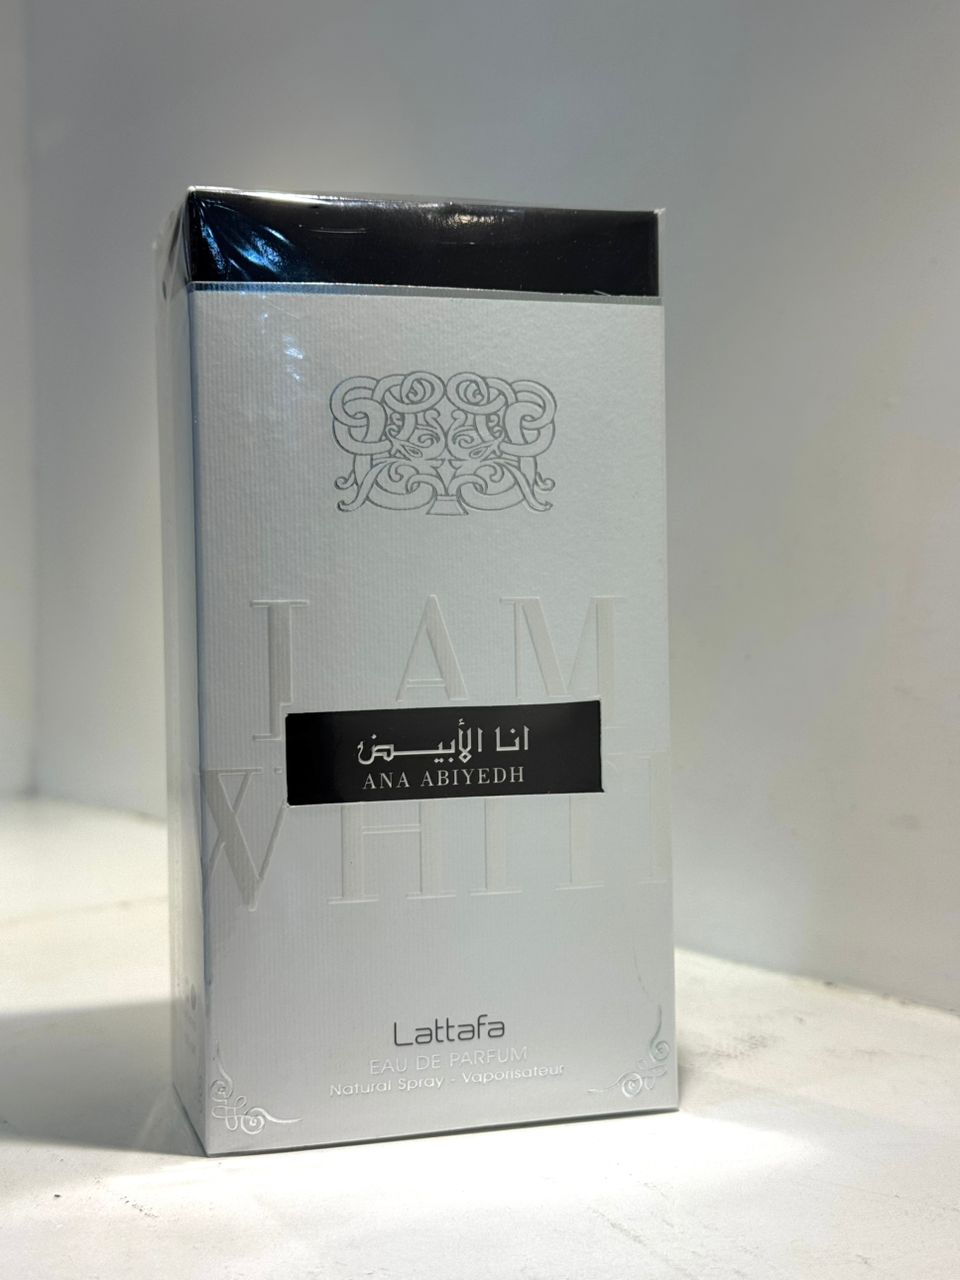 I AM
انا الأبيض
ANA ABIYEDH
WHITE
Lattafa
EAU DE PARFUM
Natural Spray - Vaporisateur